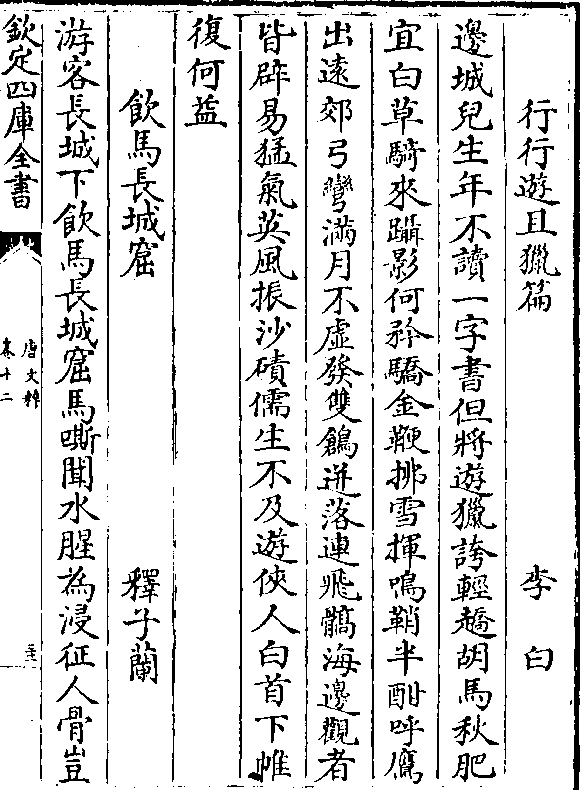 行行遊且獵篇　李白
邊城兒生年不讀一字書但將遊獵誇輕趫胡馬秋肥
宜白草騎來躡影何矜驕金鞭拂雪揮鳴鞘半酣呼鷹
出遠郊弓彎滿月不虛發雙鶬迸落連飛髇海邊觀者
皆辟易猛氣英風振沙磧儒生不及遊俠人白首下帷
復何益
飲馬長城窟　釋子蘭
游客長城下飲馬長城窟馬嘶聞水腥為浸征人骨豈
欽定四庫全書
唐文粹
卷十二